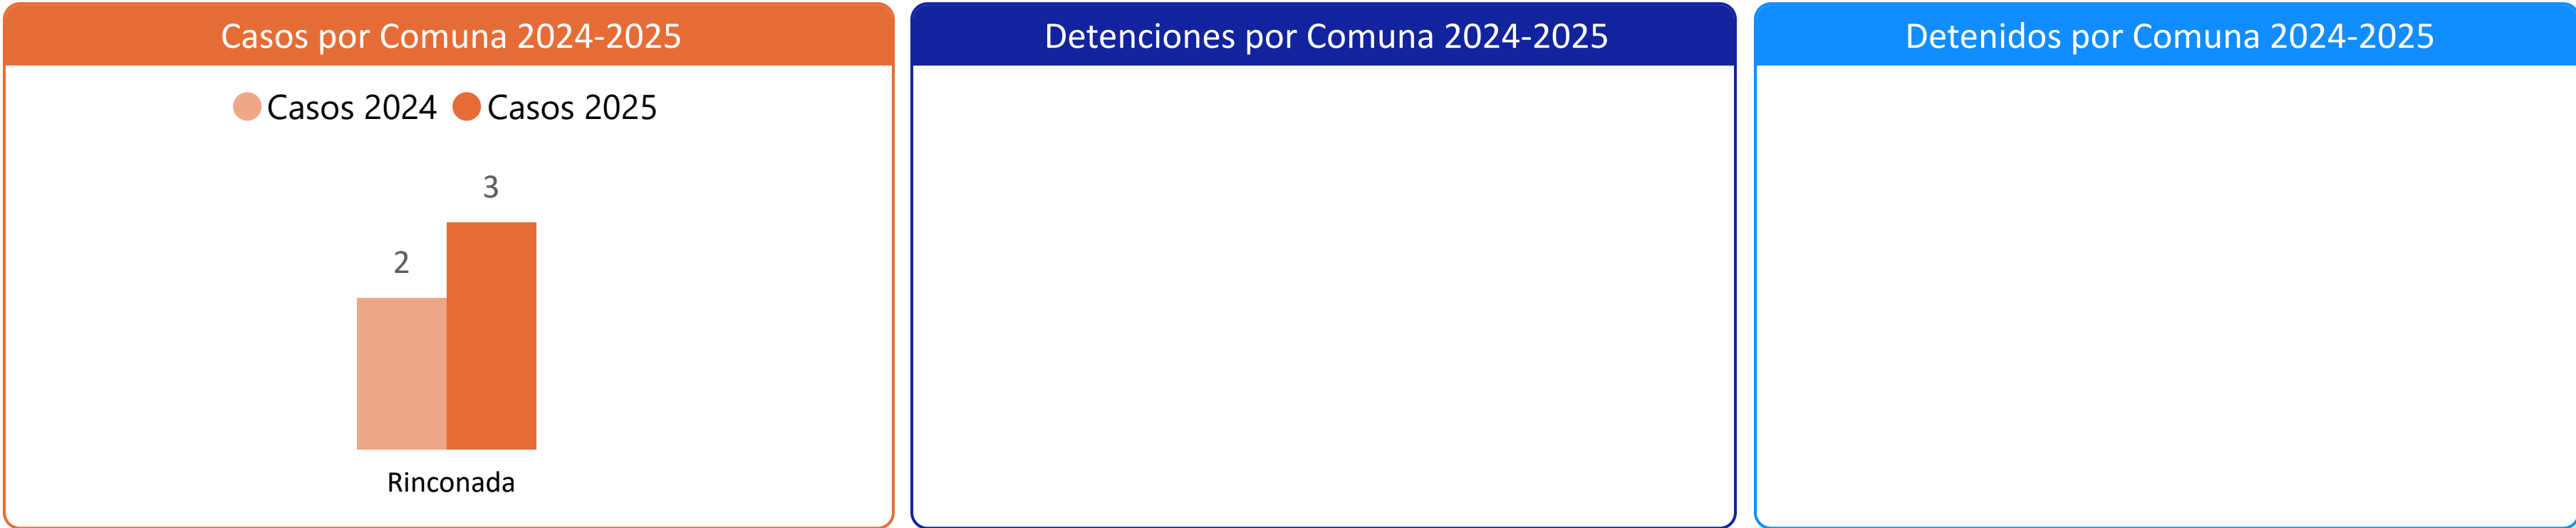 Casos por Comuna 2024-2025
Casos 2024 Casos 2025
3
2
Rinconada
Detenciones por Comuna 2024-2025
Detenidos por Comuna 2024-2025